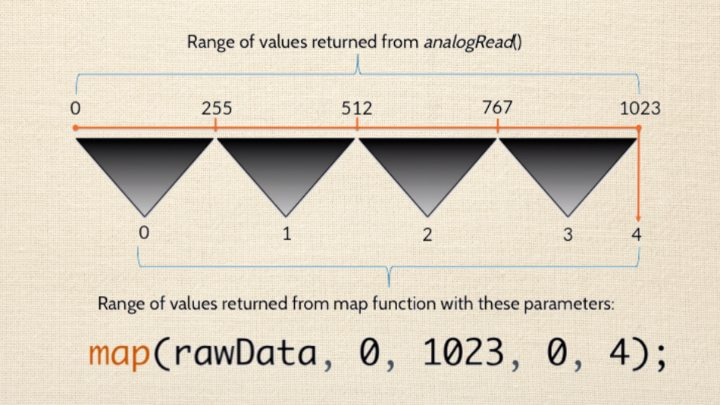 Range of values returned from analogRead()
0 255 512 767 1023
0 1 2 3 4
Range of values returned from map function with these parameters:
map(rawData, 0, 1023, 0, 4);